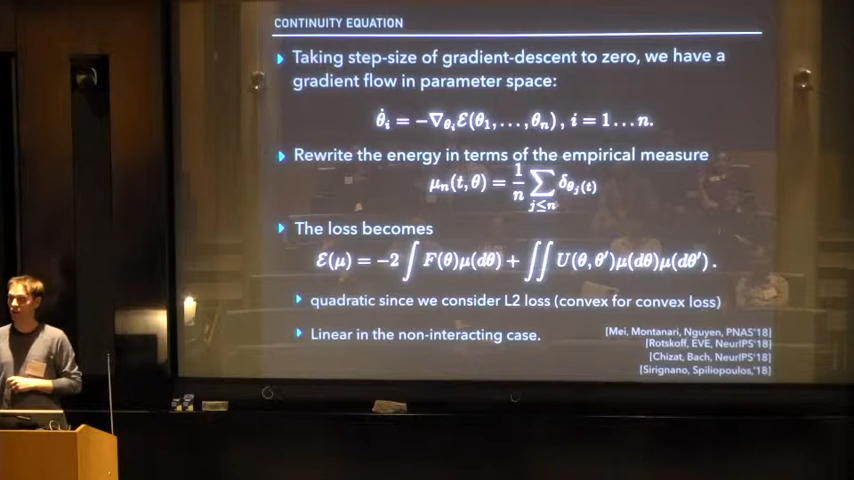 CONTINUITY EQUATION
Taking step-size of gradient-descent to zero, we have a
gradient flow in parameter space:
θ̇ᵢ = −∇_θᵢ ℰ(θ₁, …, θₙ), i = 1…n.
Rewrite the energy in terms of the empirical measure
μₙ(t, θ) = 1/n ∑_{j≤n} δ_{θⱼ(t)}
The loss becomes
ℰ(μ) = −2 ∫ F(θ)μ(dθ) + ∬ U(θ, θ′)μ(dθ)μ(dθ′).
quadratic since we consider L2 loss (convex for convex loss)
Linear in the non-interacting case.
[Mei, Montanari, Nguyen, PNAS'18]
[Rotskoff, EVE, NeurIPS'18]
[Chizat, Bach, NeurIPS'18]
[Sirignano, Spiliopoulos,'18]